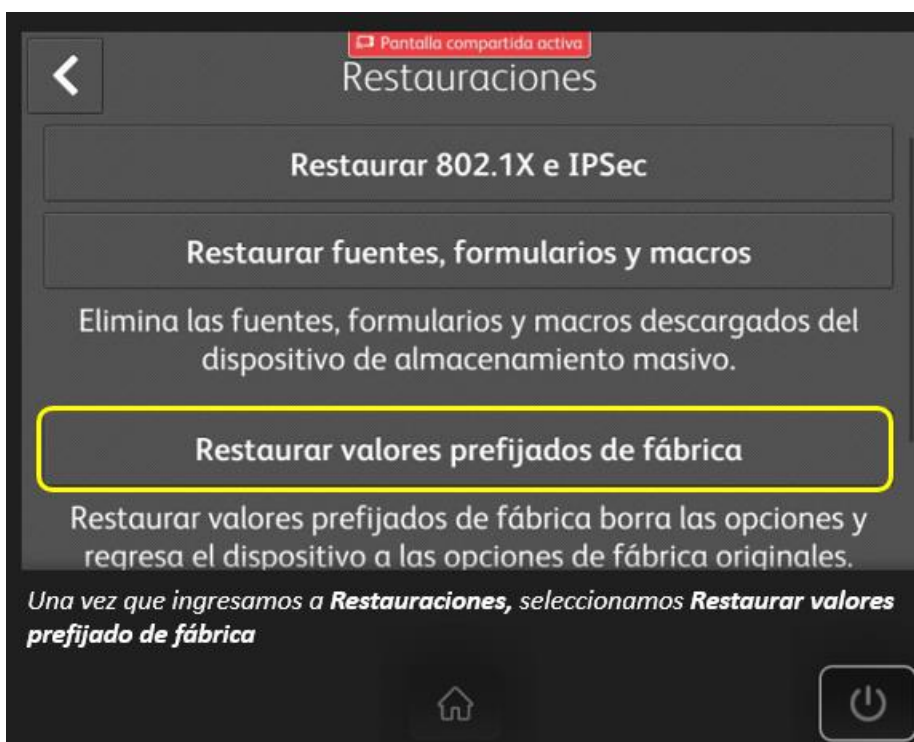 Pantalla compartida activa
Restauraciones
Restaurar 802.1X e IPSec
Restaurar fuentes, formularios y macros
Elimina las fuentes, formularios y macros descargados del
dispositivo de almacenamiento masivo.
Restaurar valores prefijados de fábrica
Restaurar valores prefijados de fábrica borra las opciones y
regresa el dispositivo a las opciones de fábrica originales.
Una vez que ingresamos a Restauraciones, seleccionamos Restaurar valores
prefijado de fábrica